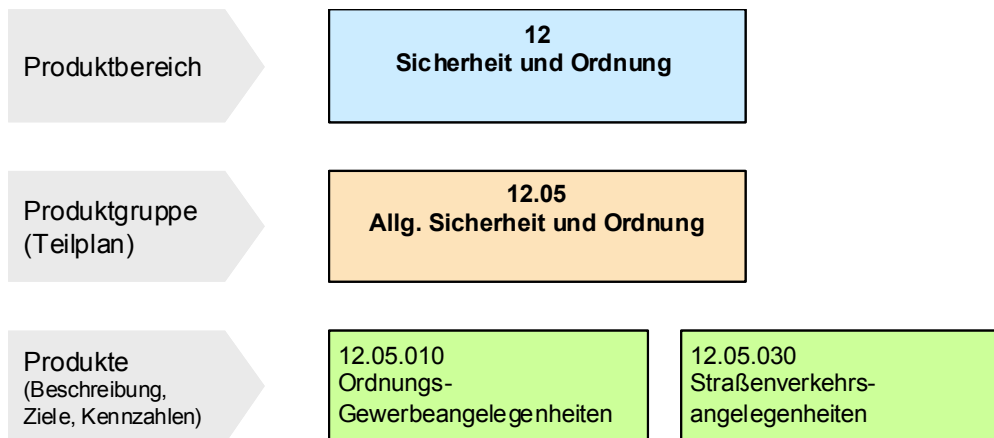 Produktbereich
12
Sicherheit und Ordnung
Produktgruppe
(Teilplan)
12.05
Allg. Sicherheit und Ordnung
Produkte
(Beschreibung,
Ziele, Kennzahlen)
12.05.010
Ordnungs-
Gewerbeangelegenheiten
12.05.030
Straßenverkehrs-
angelegenheiten